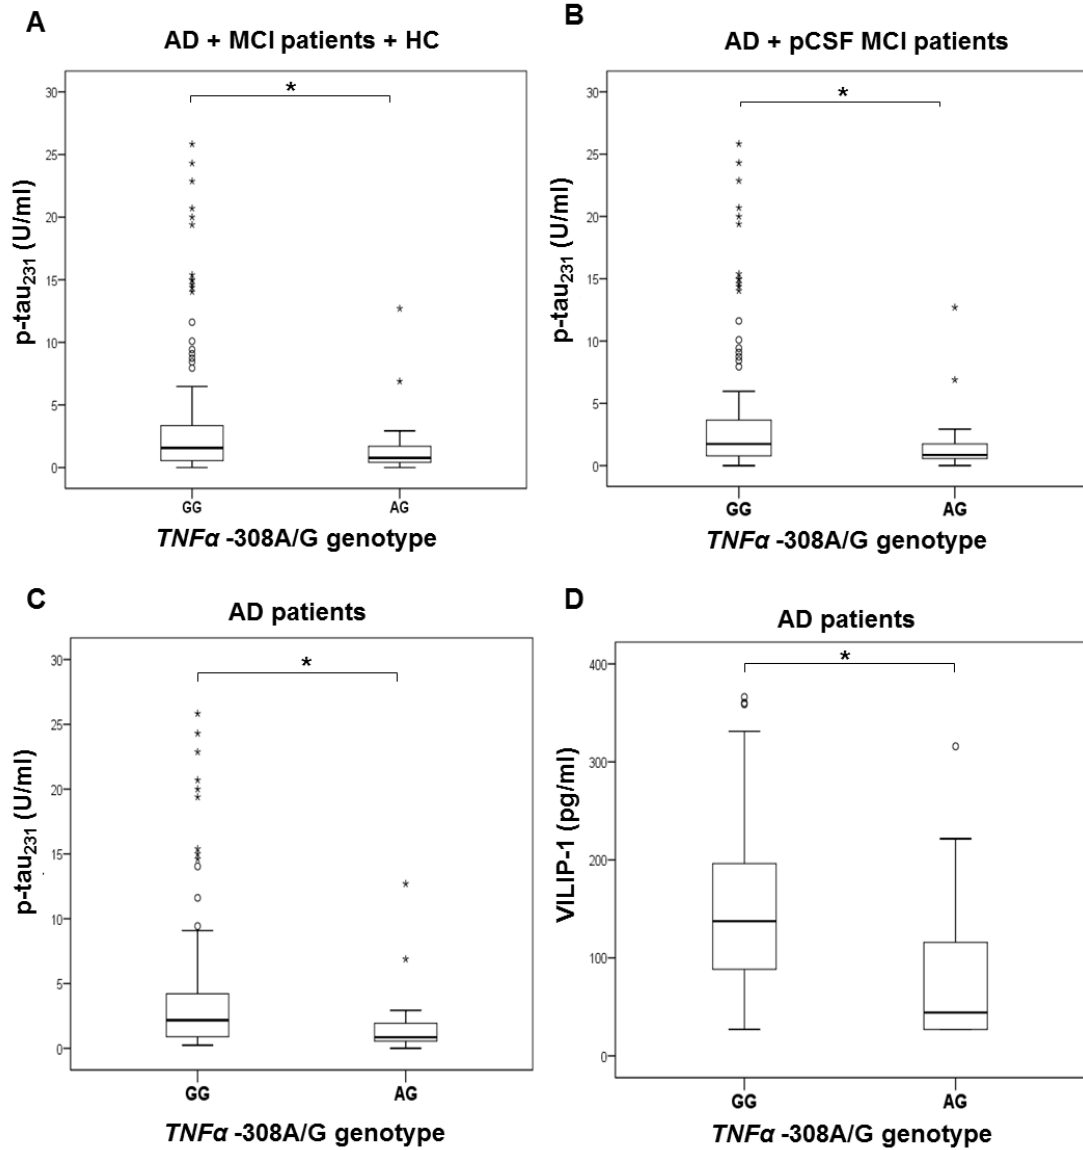 A
AD + MCI patients + HC
*
30
25
20
15
10
5
0
p-tau231 (U/ml)
GG AG
TNFα -308A/G genotype
B
AD + pCSF MCI patients
*
30
25
20
15
10
5
0
p-tau231 (U/ml)
GG AG
TNFα -308A/G genotype
C
AD patients
*
30
25
20
15
10
5
0
p-tau231 (U/ml)
GG AG
TNFα -308A/G genotype
D
AD patients
*
400
300
200
100
0
VILIP-1 (pg/ml)
GG AG
TNFα -308A/G genotype